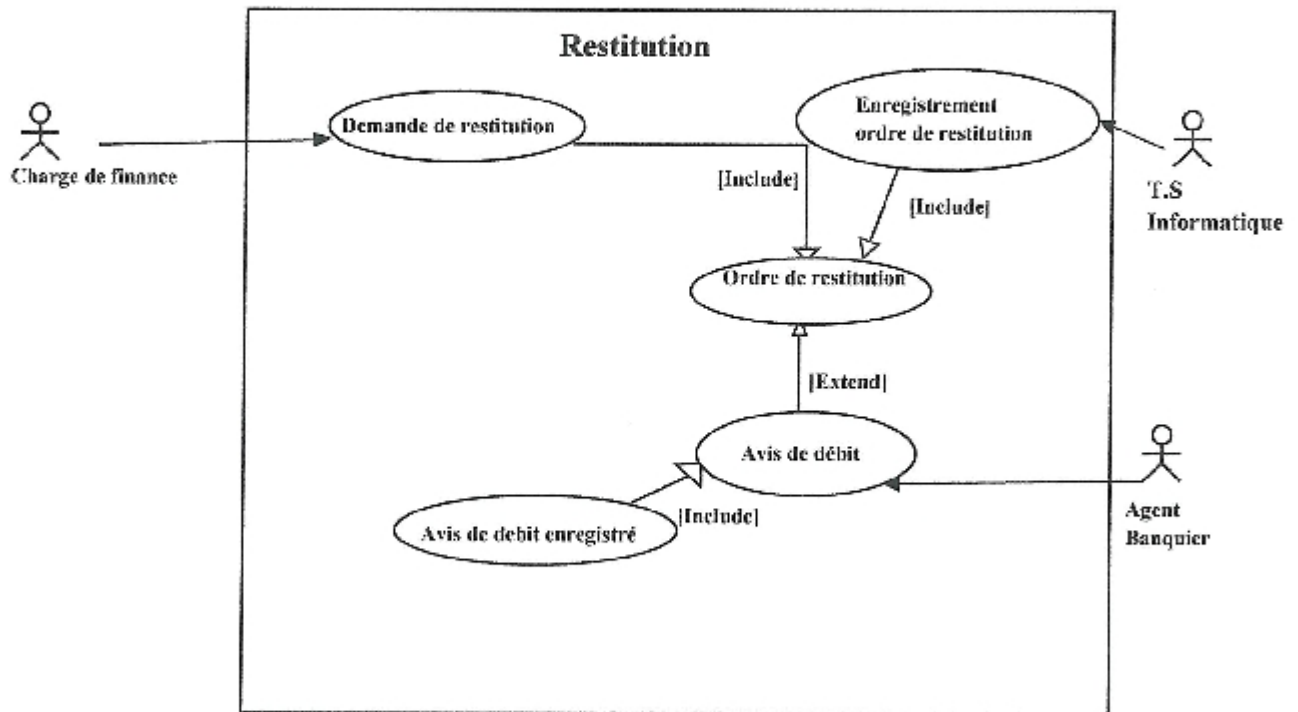 Restitution
Demande de restitution
Enregistrement
ordre de restitution
Charge de finance
[Include]
[Include]
T.S
Informatique
Ordre de restitution
[Extend]
Avis de débit
Avis de debit enregistré
[Include]
Agent
Banquier